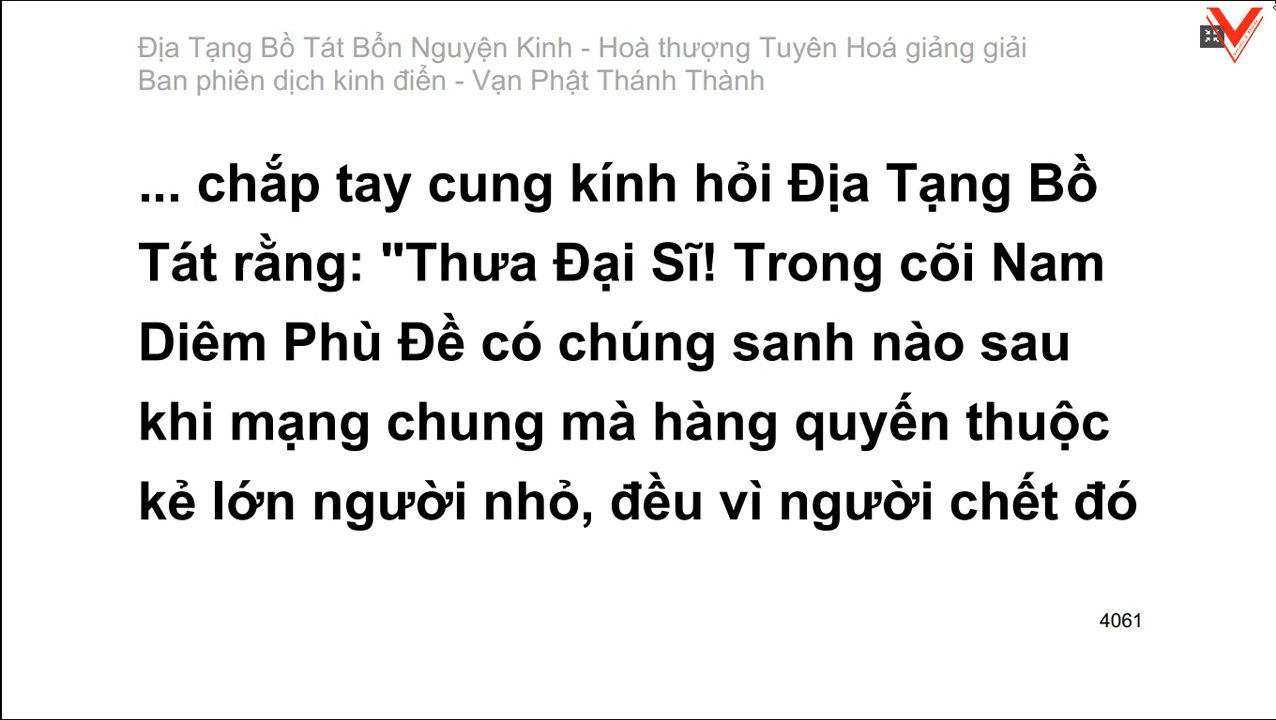 Địa Tạng Bồ Tát Bổn Nguyện Kinh - Hoà thượng Tuyên Hoá giảng giải
Ban phiên dịch kinh điển - Vạn Phật Thánh Thành
... chắp tay cung kính hỏi Địa Tạng Bồ
Tát rằng: "Thưa Đại Sĩ! Trong cõi Nam
Diêm Phù Đề có chúng sanh nào sau
khi mạng chung mà hàng quyến thuộc
kẻ lớn người nhỏ, đều vì người chết đó
4061